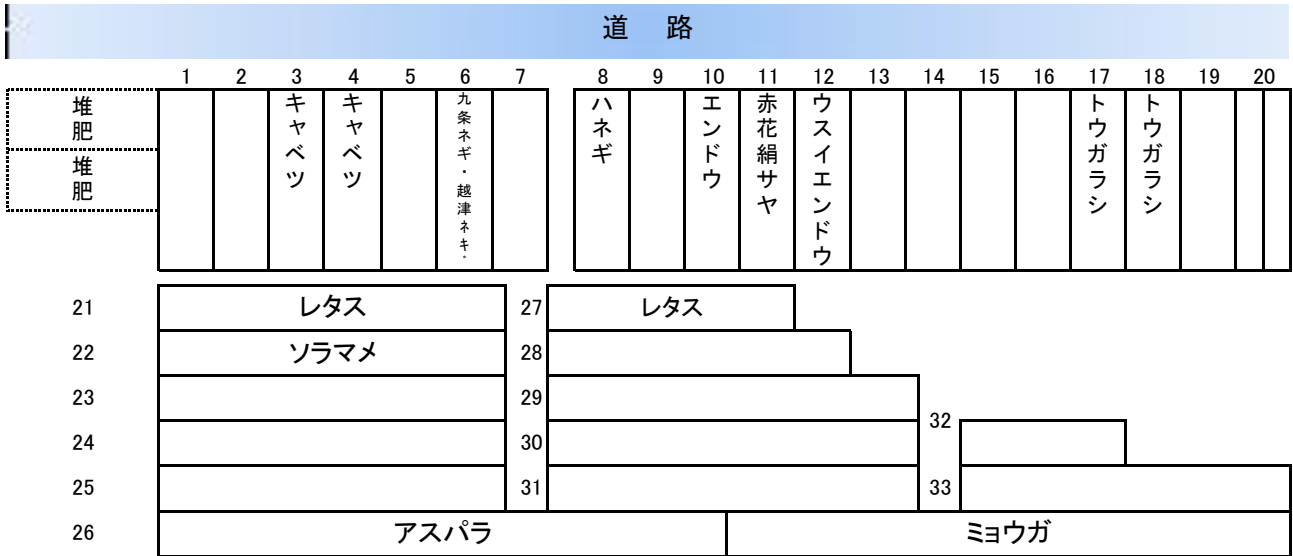 道 路
1 2 3 4 5 6 7 8 9 10 11 12 13 14 15 16 17 18 19 20
堆肥
堆肥
キャベツ
キャベツ
九条ネギ・越津ネギ
ハネギ
エンドウ
赤花絹サヤ
ウスイエンドウ
トウガラシ
トウガラシ
21 レタス 27 レタス
22 ソラマメ 28
23 29
32
24 30
25 31 33
26 アスパラ ミョウガ